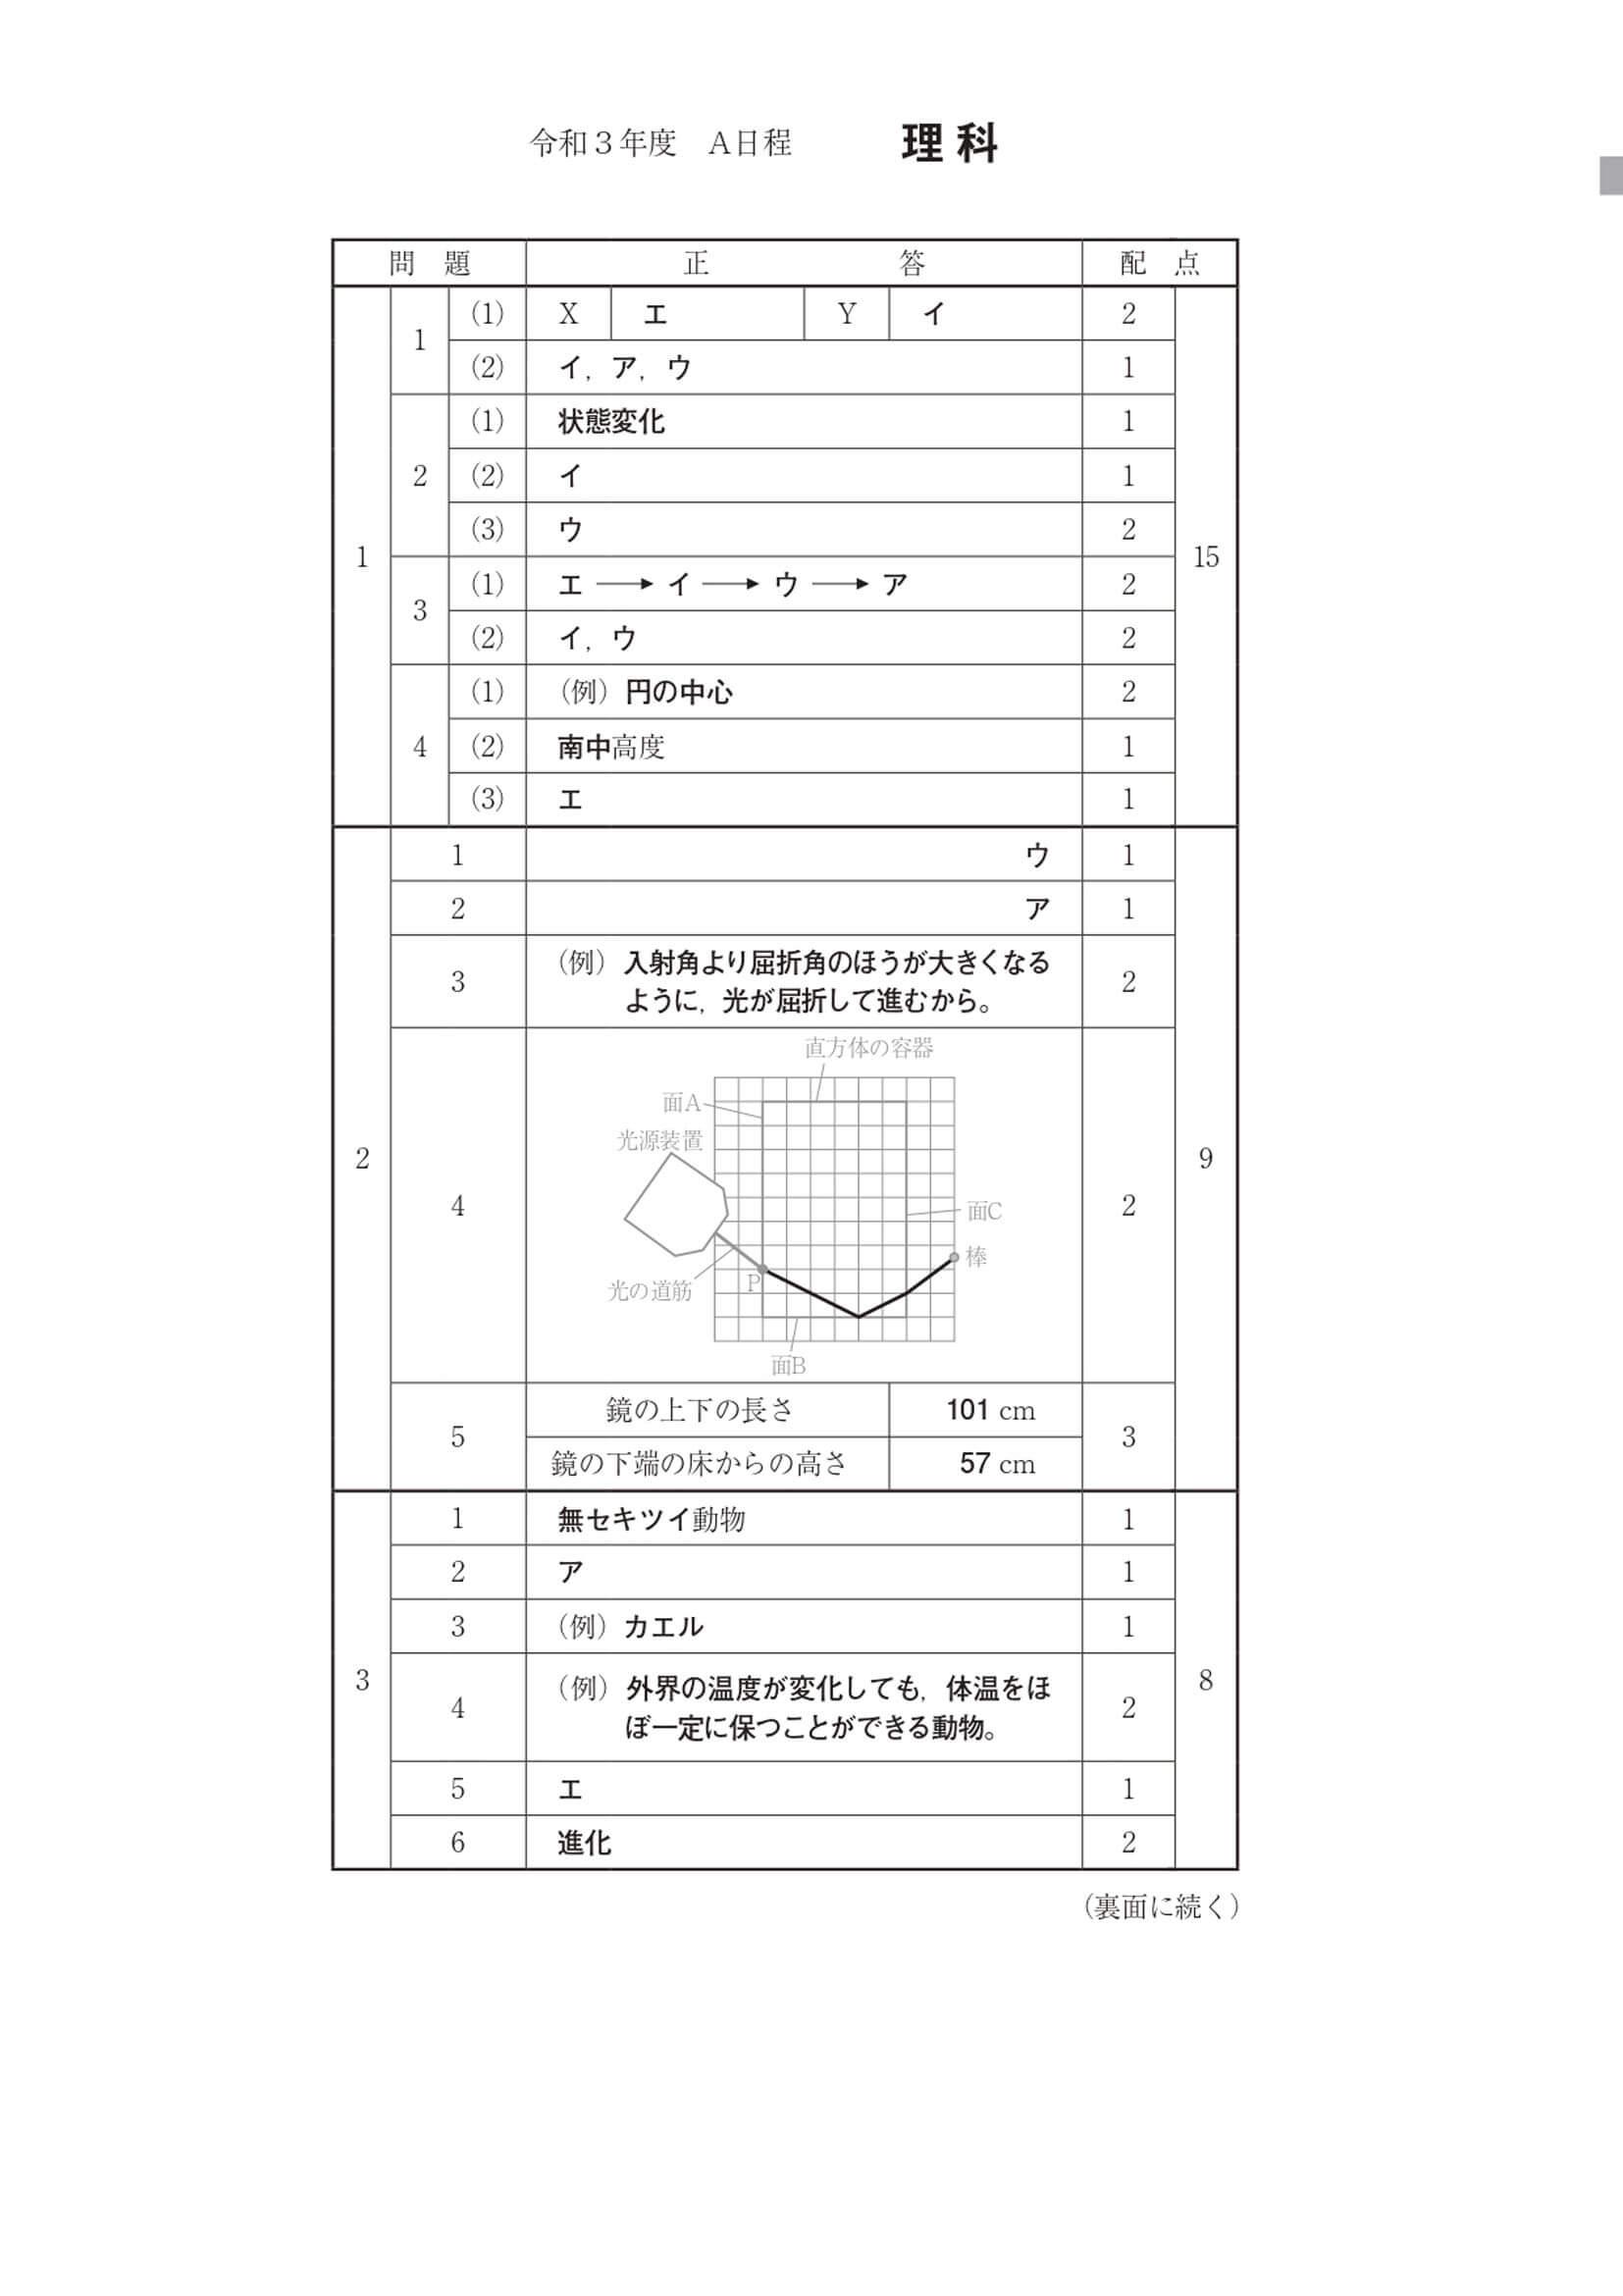 令和３年度　Ａ日程　理科
問　題　正　答　配　点
1　1　(1)　X　エ　Y　イ　2　15
(2)　イ，ア，ウ　1
2　(1)　状態変化　1
(2)　イ　1
(3)　ウ　2
3　(1)　エ → イ → ウ → ア　2
(2)　イ，ウ　2
4　(1)　（例）円の中心　2
(2)　南中高度　1
(3)　エ　1
2　1　ウ　1　9
2　ア　1
3　（例）入射角より屈折角のほうが大きくなる　2
ように，光が屈折して進むから。
4　2
直方体の容器
面A
光源装置
面C
棒
P
光の道筋
面B
5　鏡の上下の長さ　101 cm　3
鏡の下端の床からの高さ　57 cm
3　1　無セキツイ動物　1　8
2　ア　1
3　（例）カエル　1
4　（例）外界の温度が変化しても，体温をほ　2
ぼ一定に保つことができる動物。
5　エ　1
6　進化　2
（裏面に続く）